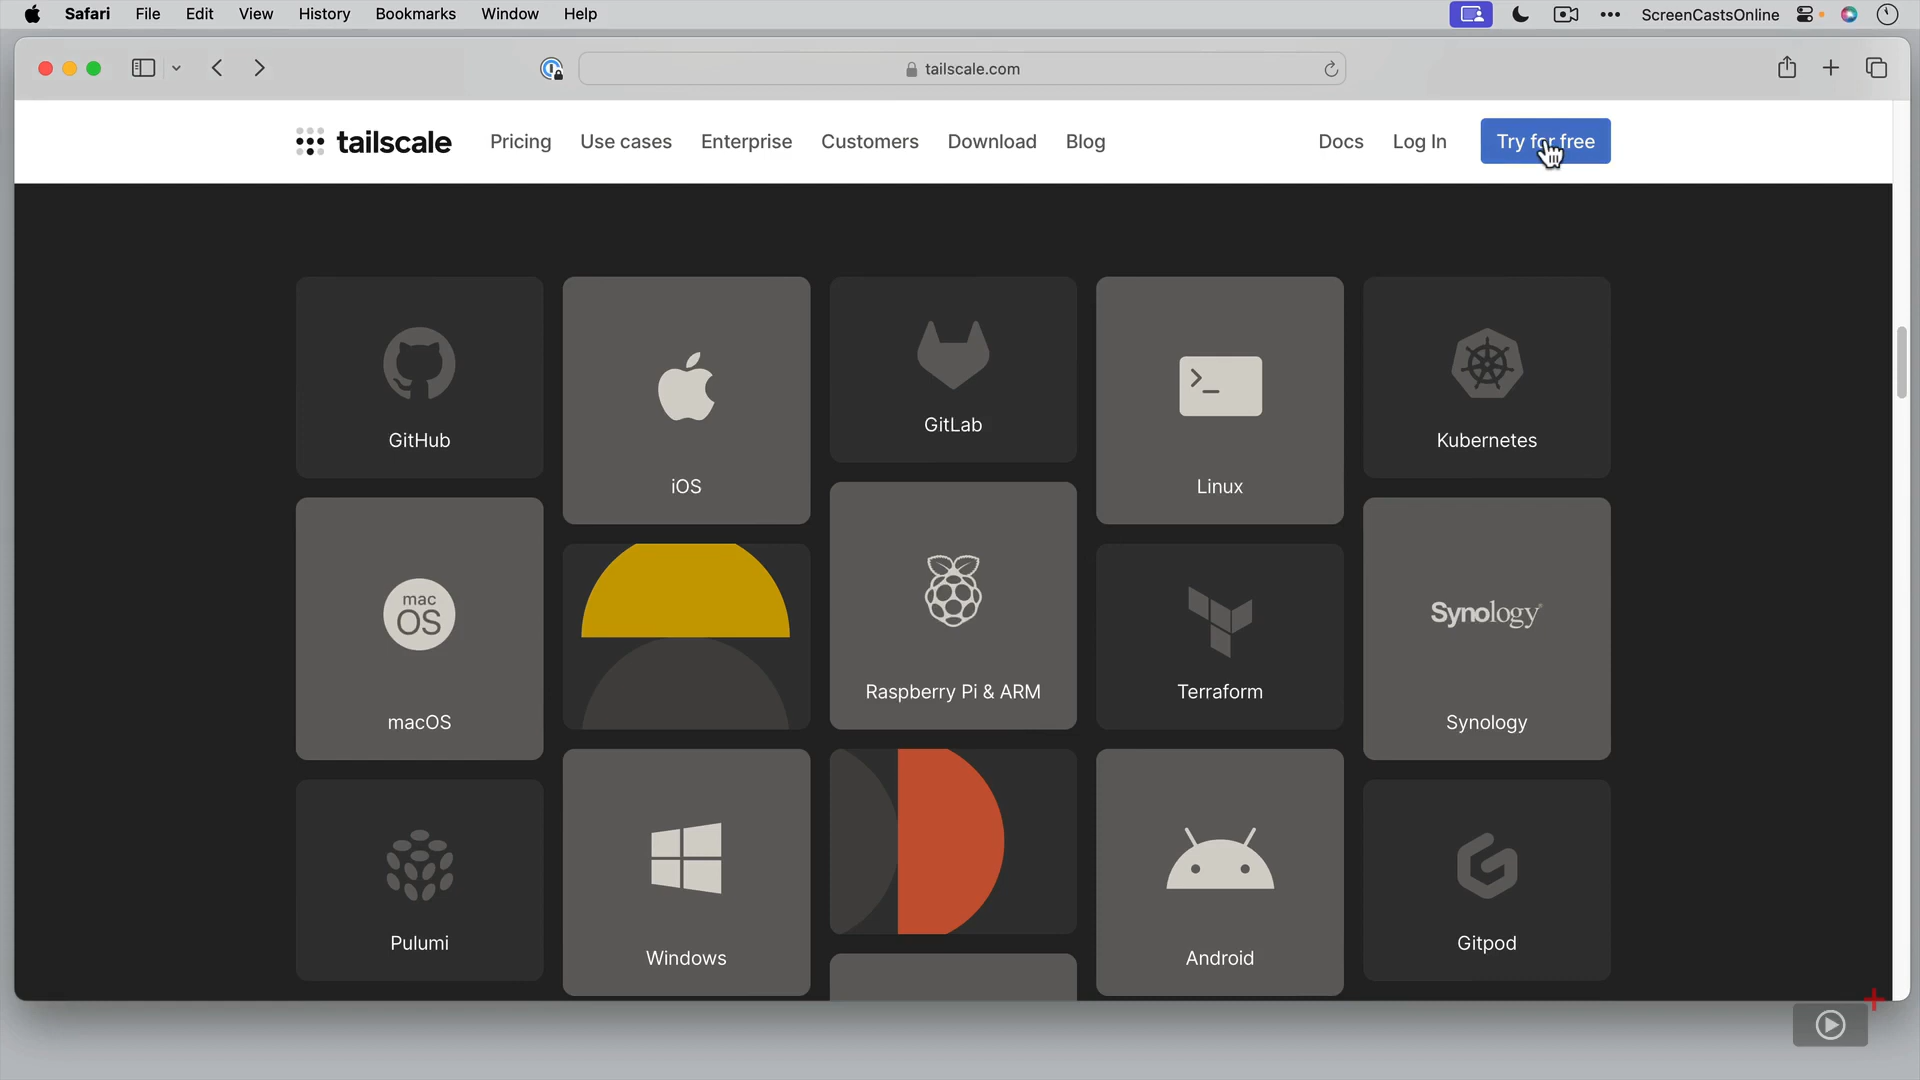 Safari File Edit View History Bookmarks Window Help ScreenCastsOnline
tailscale.com
tailscale Pricing Use cases Enterprise Customers Download Blog Docs Log In Try for free
GitHub
iOS
GitLab
>_
Linux
Kubernetes
mac
OS
macOS
Raspberry Pi & ARM
Terraform
Synology
Synology
Pulumi
Windows
Android
Gitpod